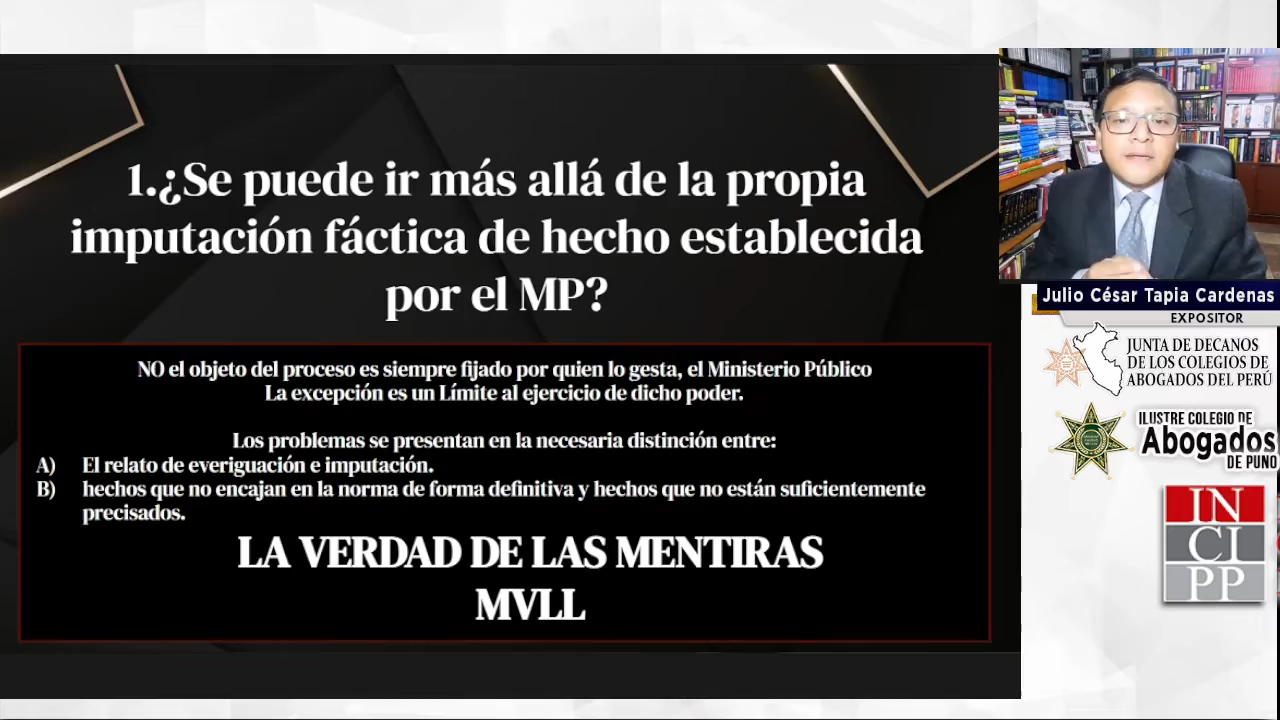 1.¿Se puede ir más allá de la propia
imputación fáctica de hecho establecida
por el MP?
NO el objeto del proceso es siempre fijado por quien lo gesta, el Ministerio Público
La excepción es un Límite al ejercicio de dicho poder.
Los problemas se presentan en la necesaria distinción entre:
A) El relato de everiguación e imputación.
B) hechos que no encajan en la norma de forma definitiva y hechos que no están suficientemente
precisados.
LA VERDAD DE LAS MENTIRAS
MVLL
Julio César Tapia Cardenas
EXPOSITOR
JUNTA DE DECANOS
DE LOS COLEGIOS DE
ABOGADOS DEL PERÚ
ILUSTRE COLEGIO DE
Abogados
DE PUNO
IN
CI
PP